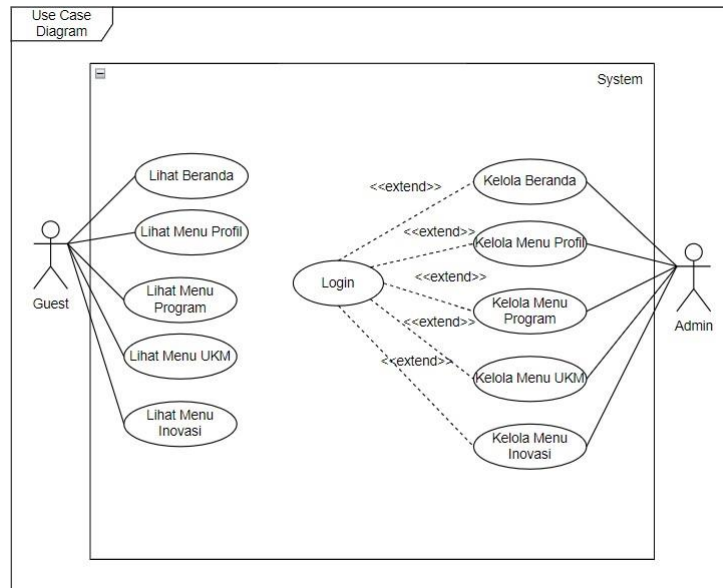 Use Case
Diagram
System
Lihat Beranda
Lihat Menu Profil
Lihat Menu
Program
Lihat Menu UKM
Lihat Menu
Inovasi
Guest
Login
<<extend>>
<<extend>>
<<extend>>
<<extend>>
<<extend>>
Kelola Beranda
Kelola Menu Profil
Kelola Menu
Program
Kelola Menu UKM
Kelola Menu
Inovasi
Admin